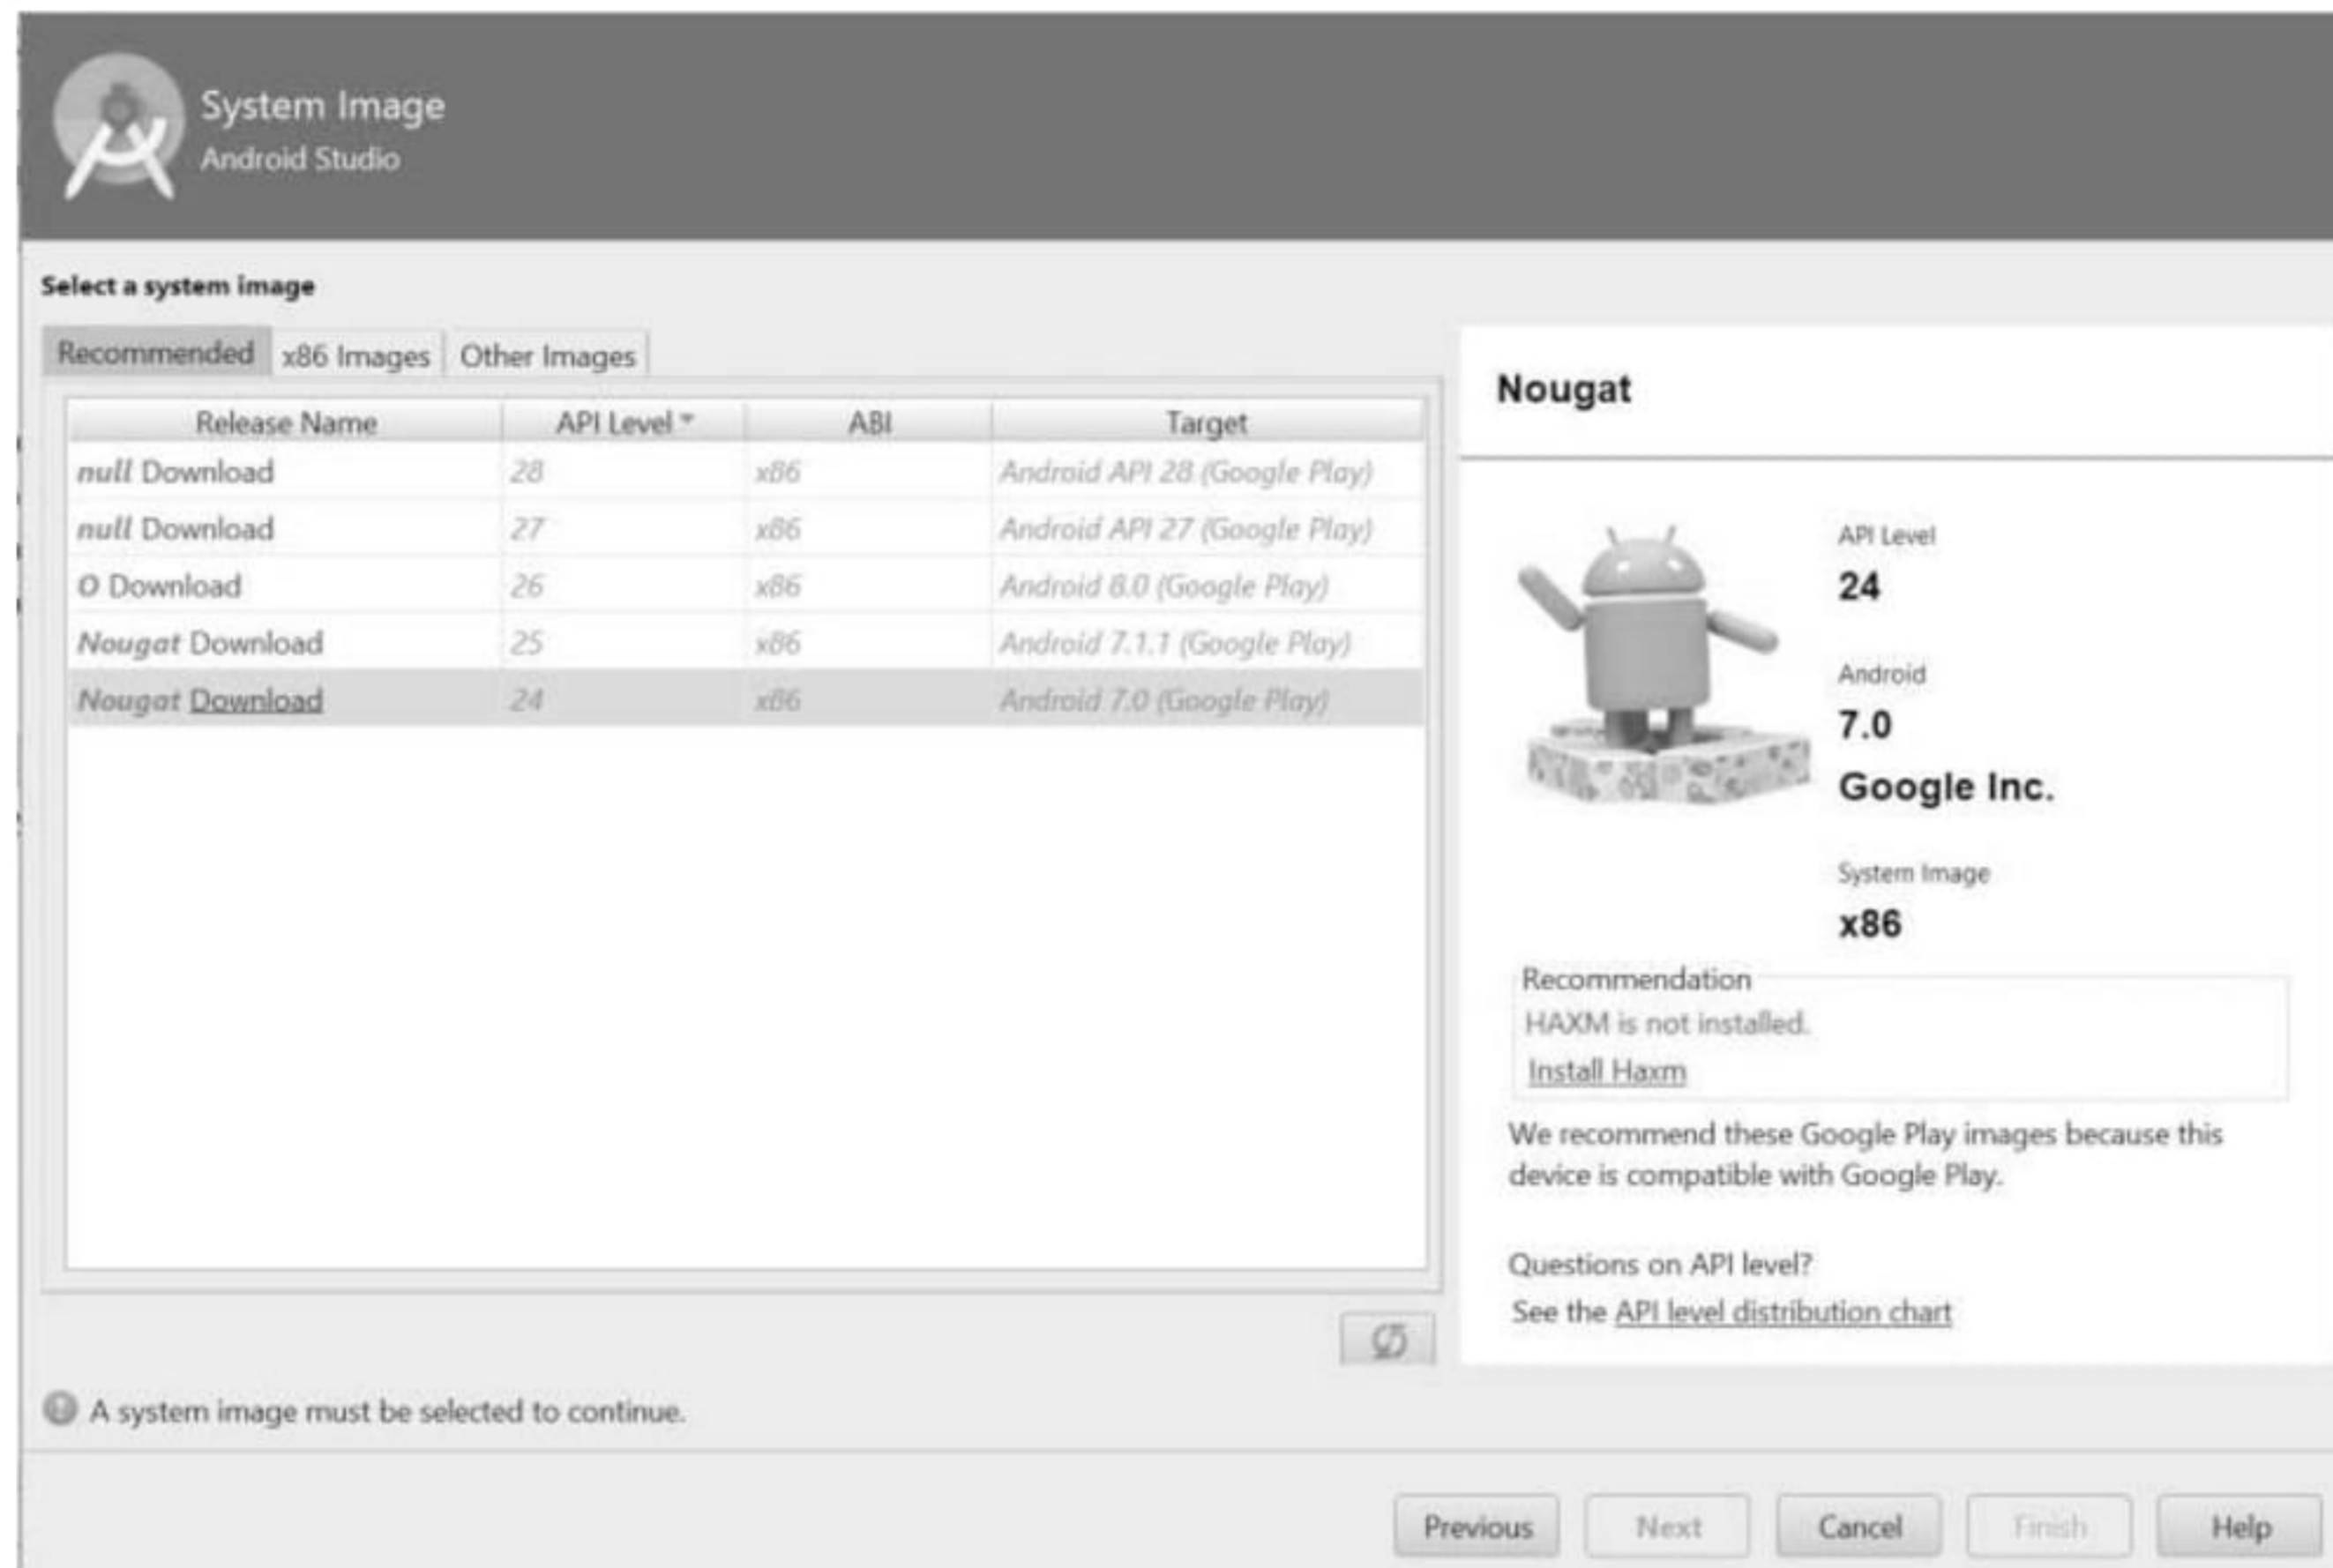 System Image
Android Studio
Select a system image
Recommended x86 Images Other Images
Release Name API Level ABI Target
null Download 28 x86 Android API 28 (Google Play)
null Download 27 x86 Android API 27 (Google Play)
O Download 26 x86 Android 8.0 (Google Play)
Nougat Download 25 x86 Android 7.1.1 (Google Play)
Nougat Download 24 x86 Android 7.0 (Google Play)
Nougat
API Level
24
Android
7.0
Google Inc.
System Image
x86
Recommendation
HAXM is not installed.
Install Haxm
We recommend these Google Play images because this
device is compatible with Google Play.
Questions on API level?
See the API level distribution chart
A system image must be selected to continue.
Previous Next Cancel Finish Help